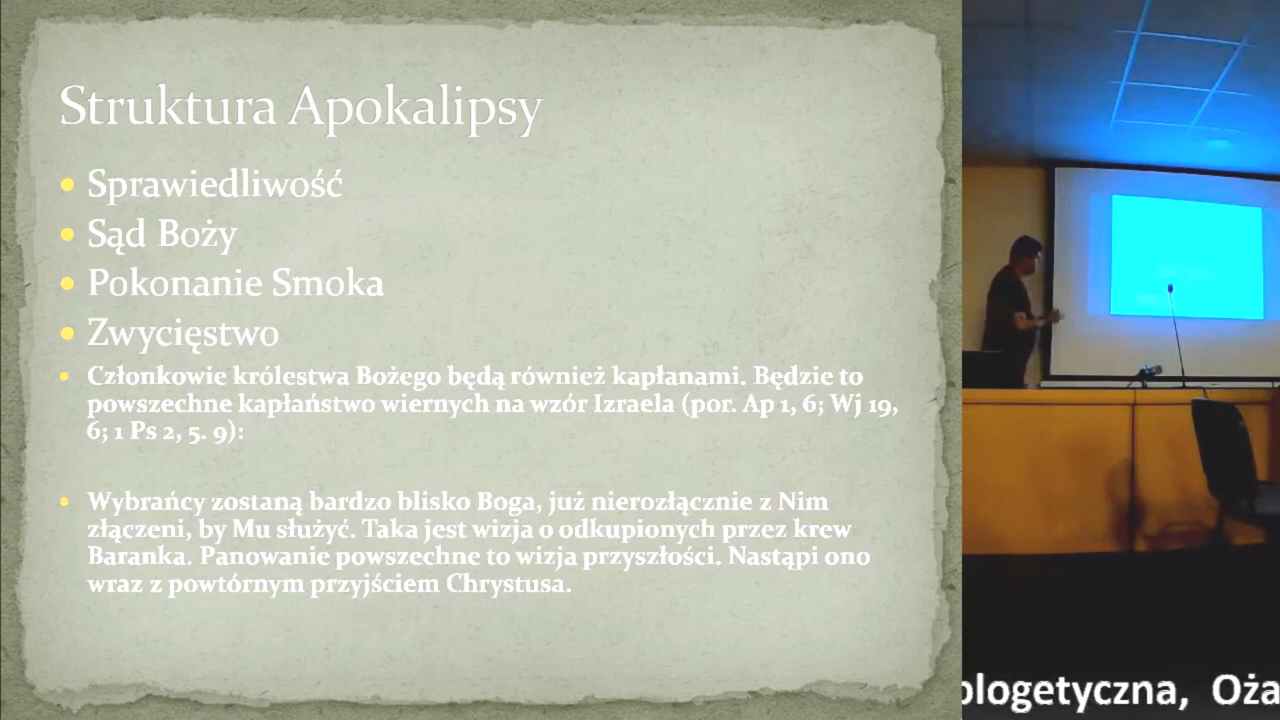 Struktura Apokalipsy
• Sprawiedliwość
• Sąd Boży
• Pokonanie Smoka
• Zwycięstwo
• Członkowie królestwa Bożego będą również kapłanami. Będzie to
powszechne kapłaństwo wiernych na wzór Izraela (por. Ap 1, 6; Wj 19,
6; 1 Ps 2, 5. 9):
• Wybrańcy zostaną bardzo blisko Boga, już nierozłącznie z Nim
złączeni, by Mu służyć. Taka jest wizja o odkupionych przez krew
Baranka. Panowanie powszechne to wizja przyszłości. Nastąpi ono
wraz z powtórnym przyjściem Chrystusa.
ologetyczna, Oża